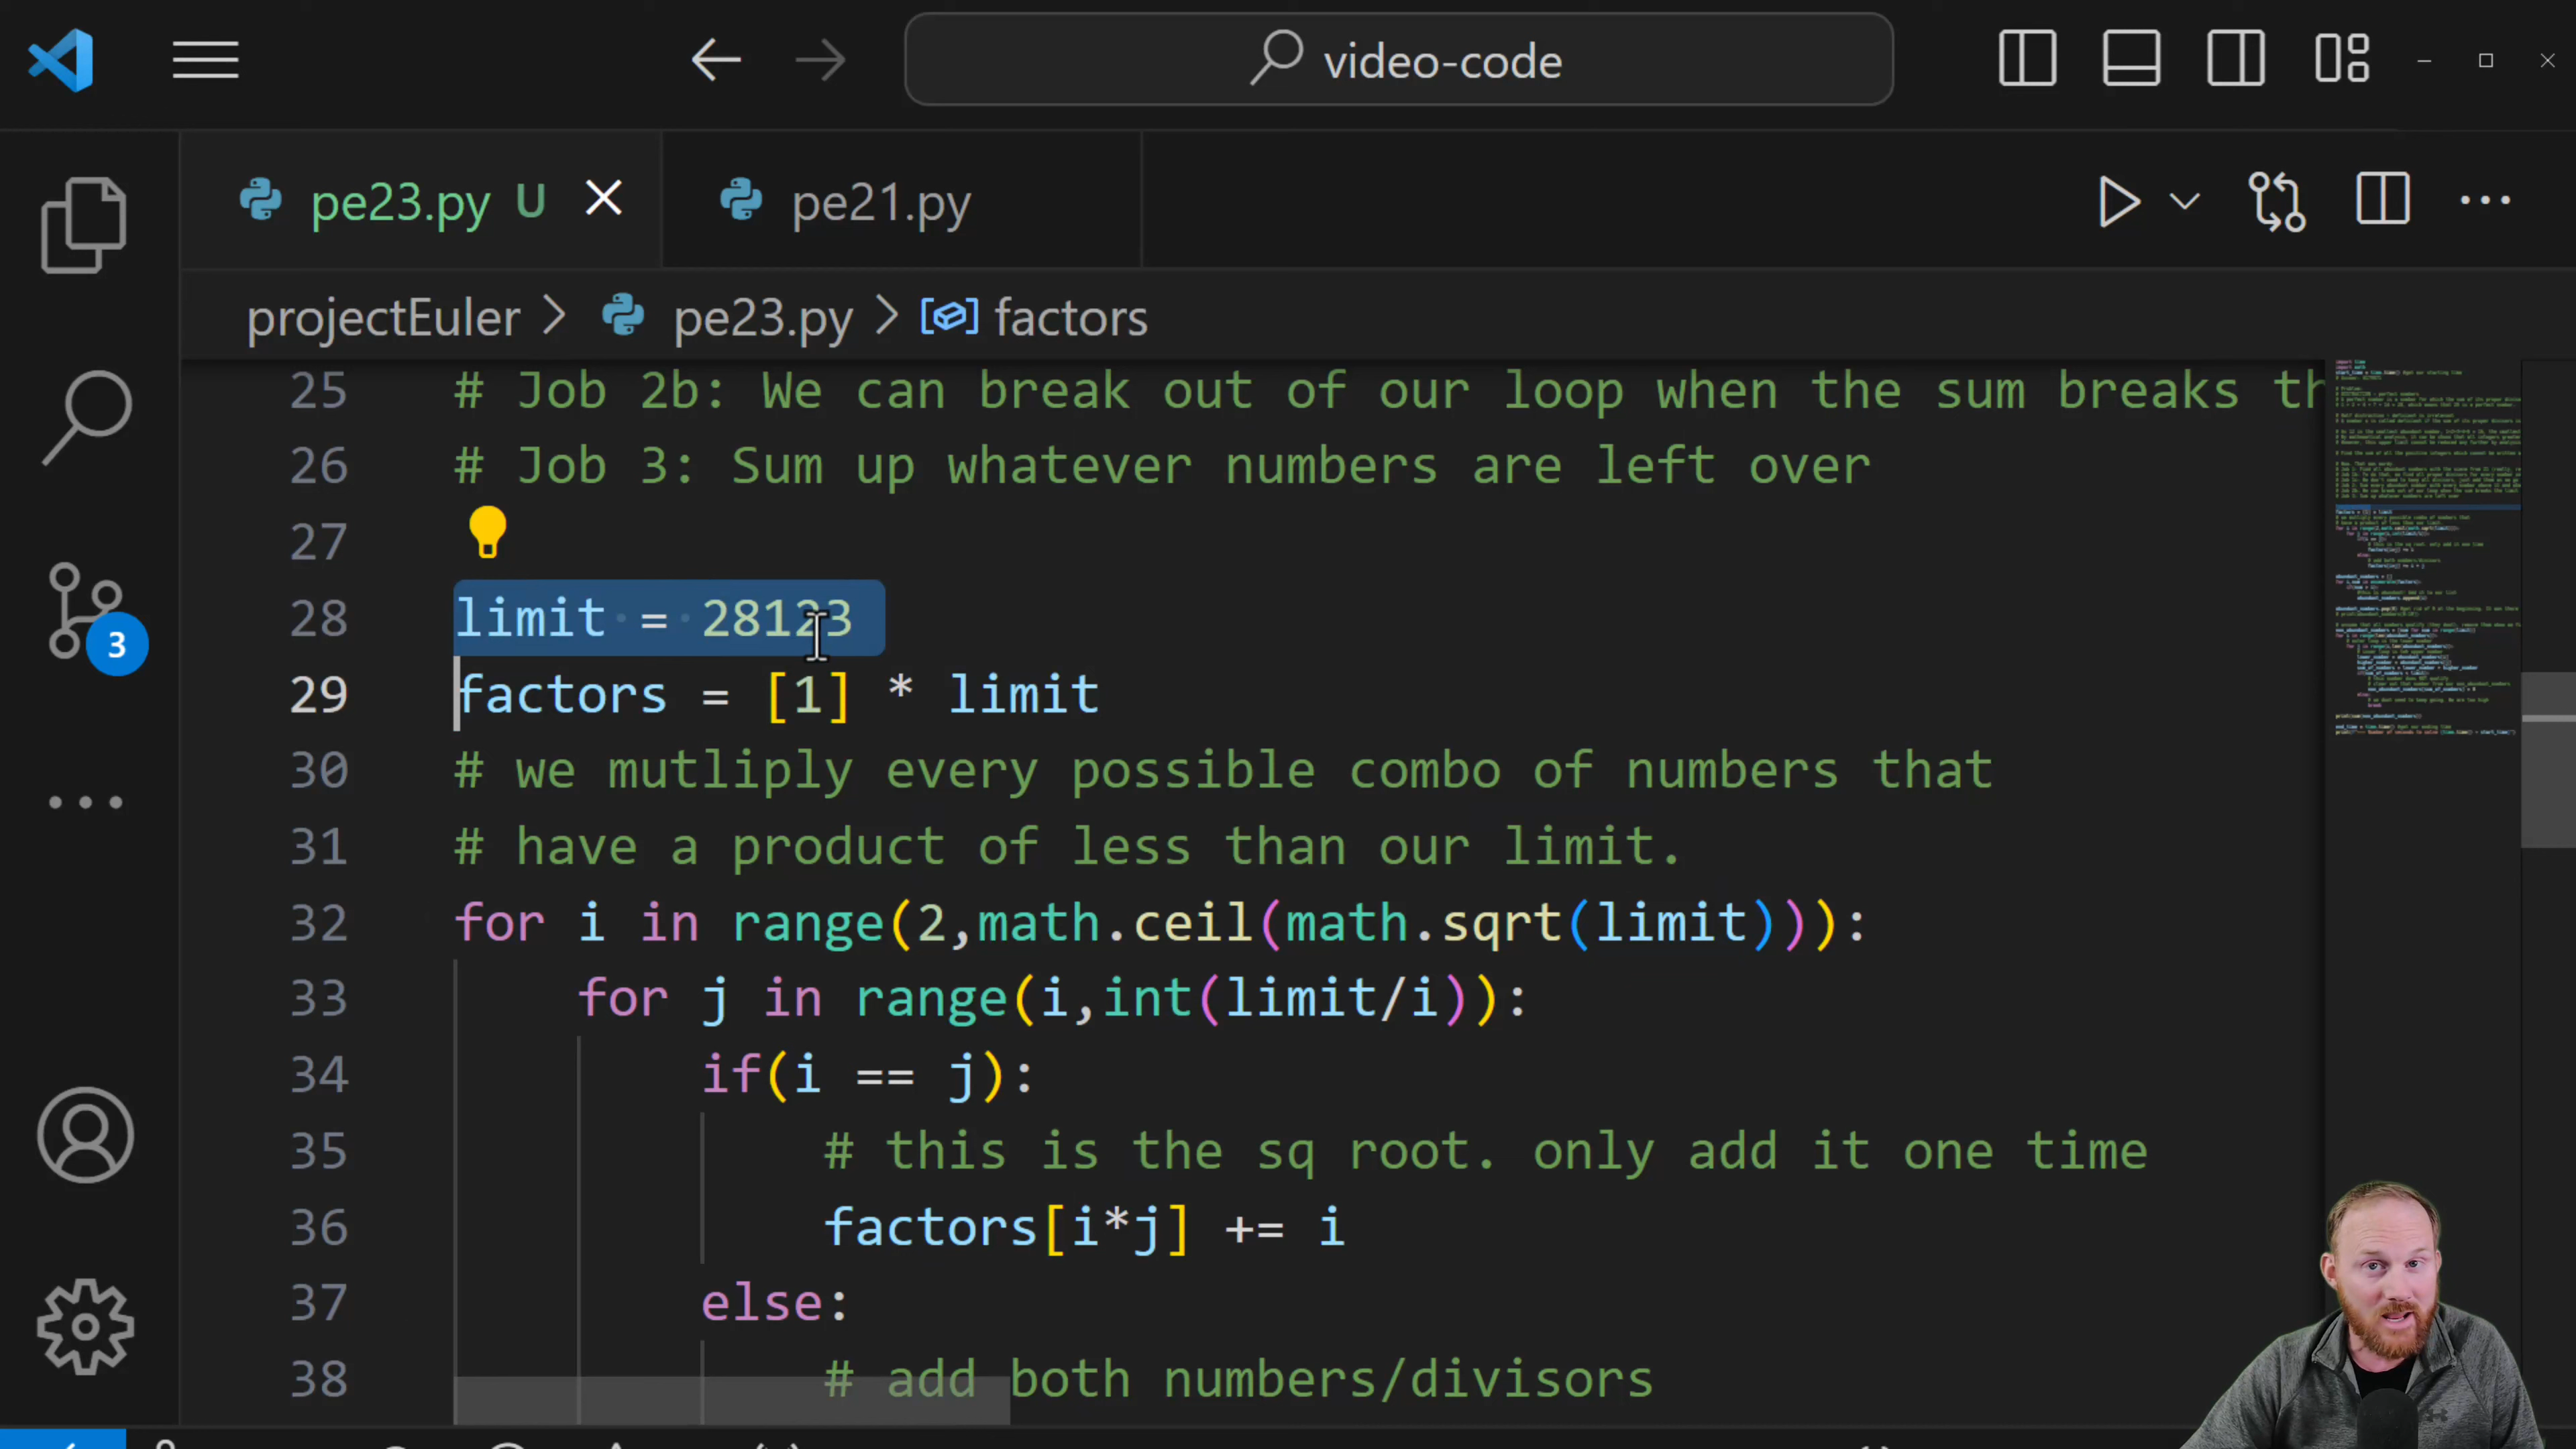 video-code
pe23.py U
pe21.py
projectEuler > pe23.py > factors
25 # Job 2b: We can break out of our loop when the sum breaks th
26 # Job 3: Sum up whatever numbers are left over
27
28 limit = 28123
29 factors = [1] * limit
30 # we mutliply every possible combo of numbers that
31 # have a product of less than our limit.
32 for i in range(2,math.ceil(math.sqrt(limit))):
33 for j in range(i,int(limit/i)):
34 if(i == j):
35 # this is the sq root. only add it one time
36 factors[i*j] += i
37 else:
38 # add both numbers/divisors
3